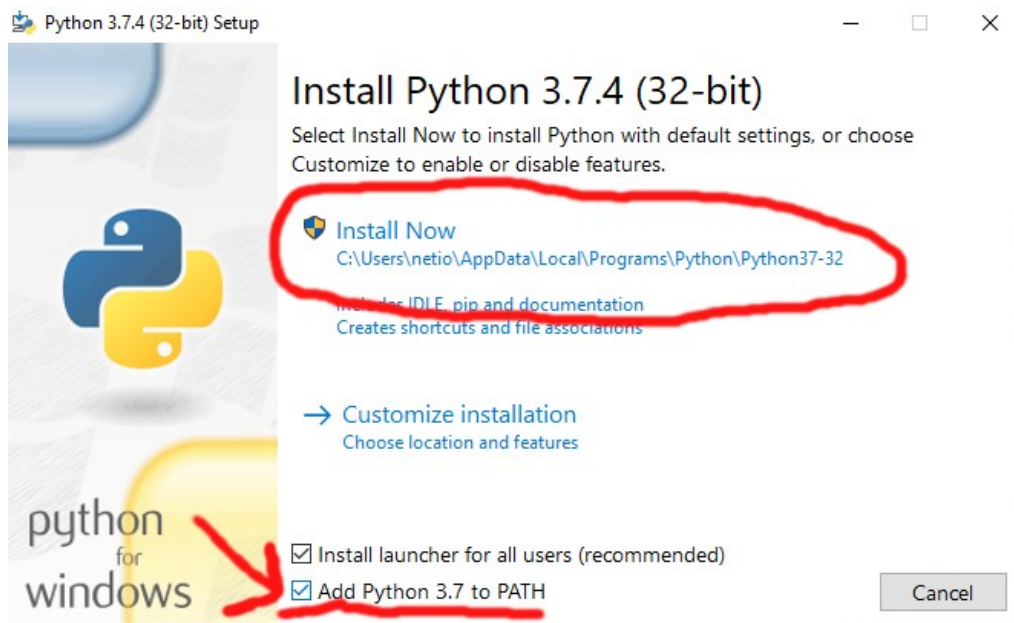 Python 3.7.4 (32-bit) Setup
Install Python 3.7.4 (32-bit)
Select Install Now to install Python with default settings, or choose
Customize to enable or disable features.
Install Now
C:\Users\netio\AppData\Local\Programs\Python\Python37-32
Includes IDLE, pip and documentation
Creates shortcuts and file associations
Customize installation
Choose location and features
python
for
windows
Install launcher for all users (recommended)
Add Python 3.7 to PATH
Cancel